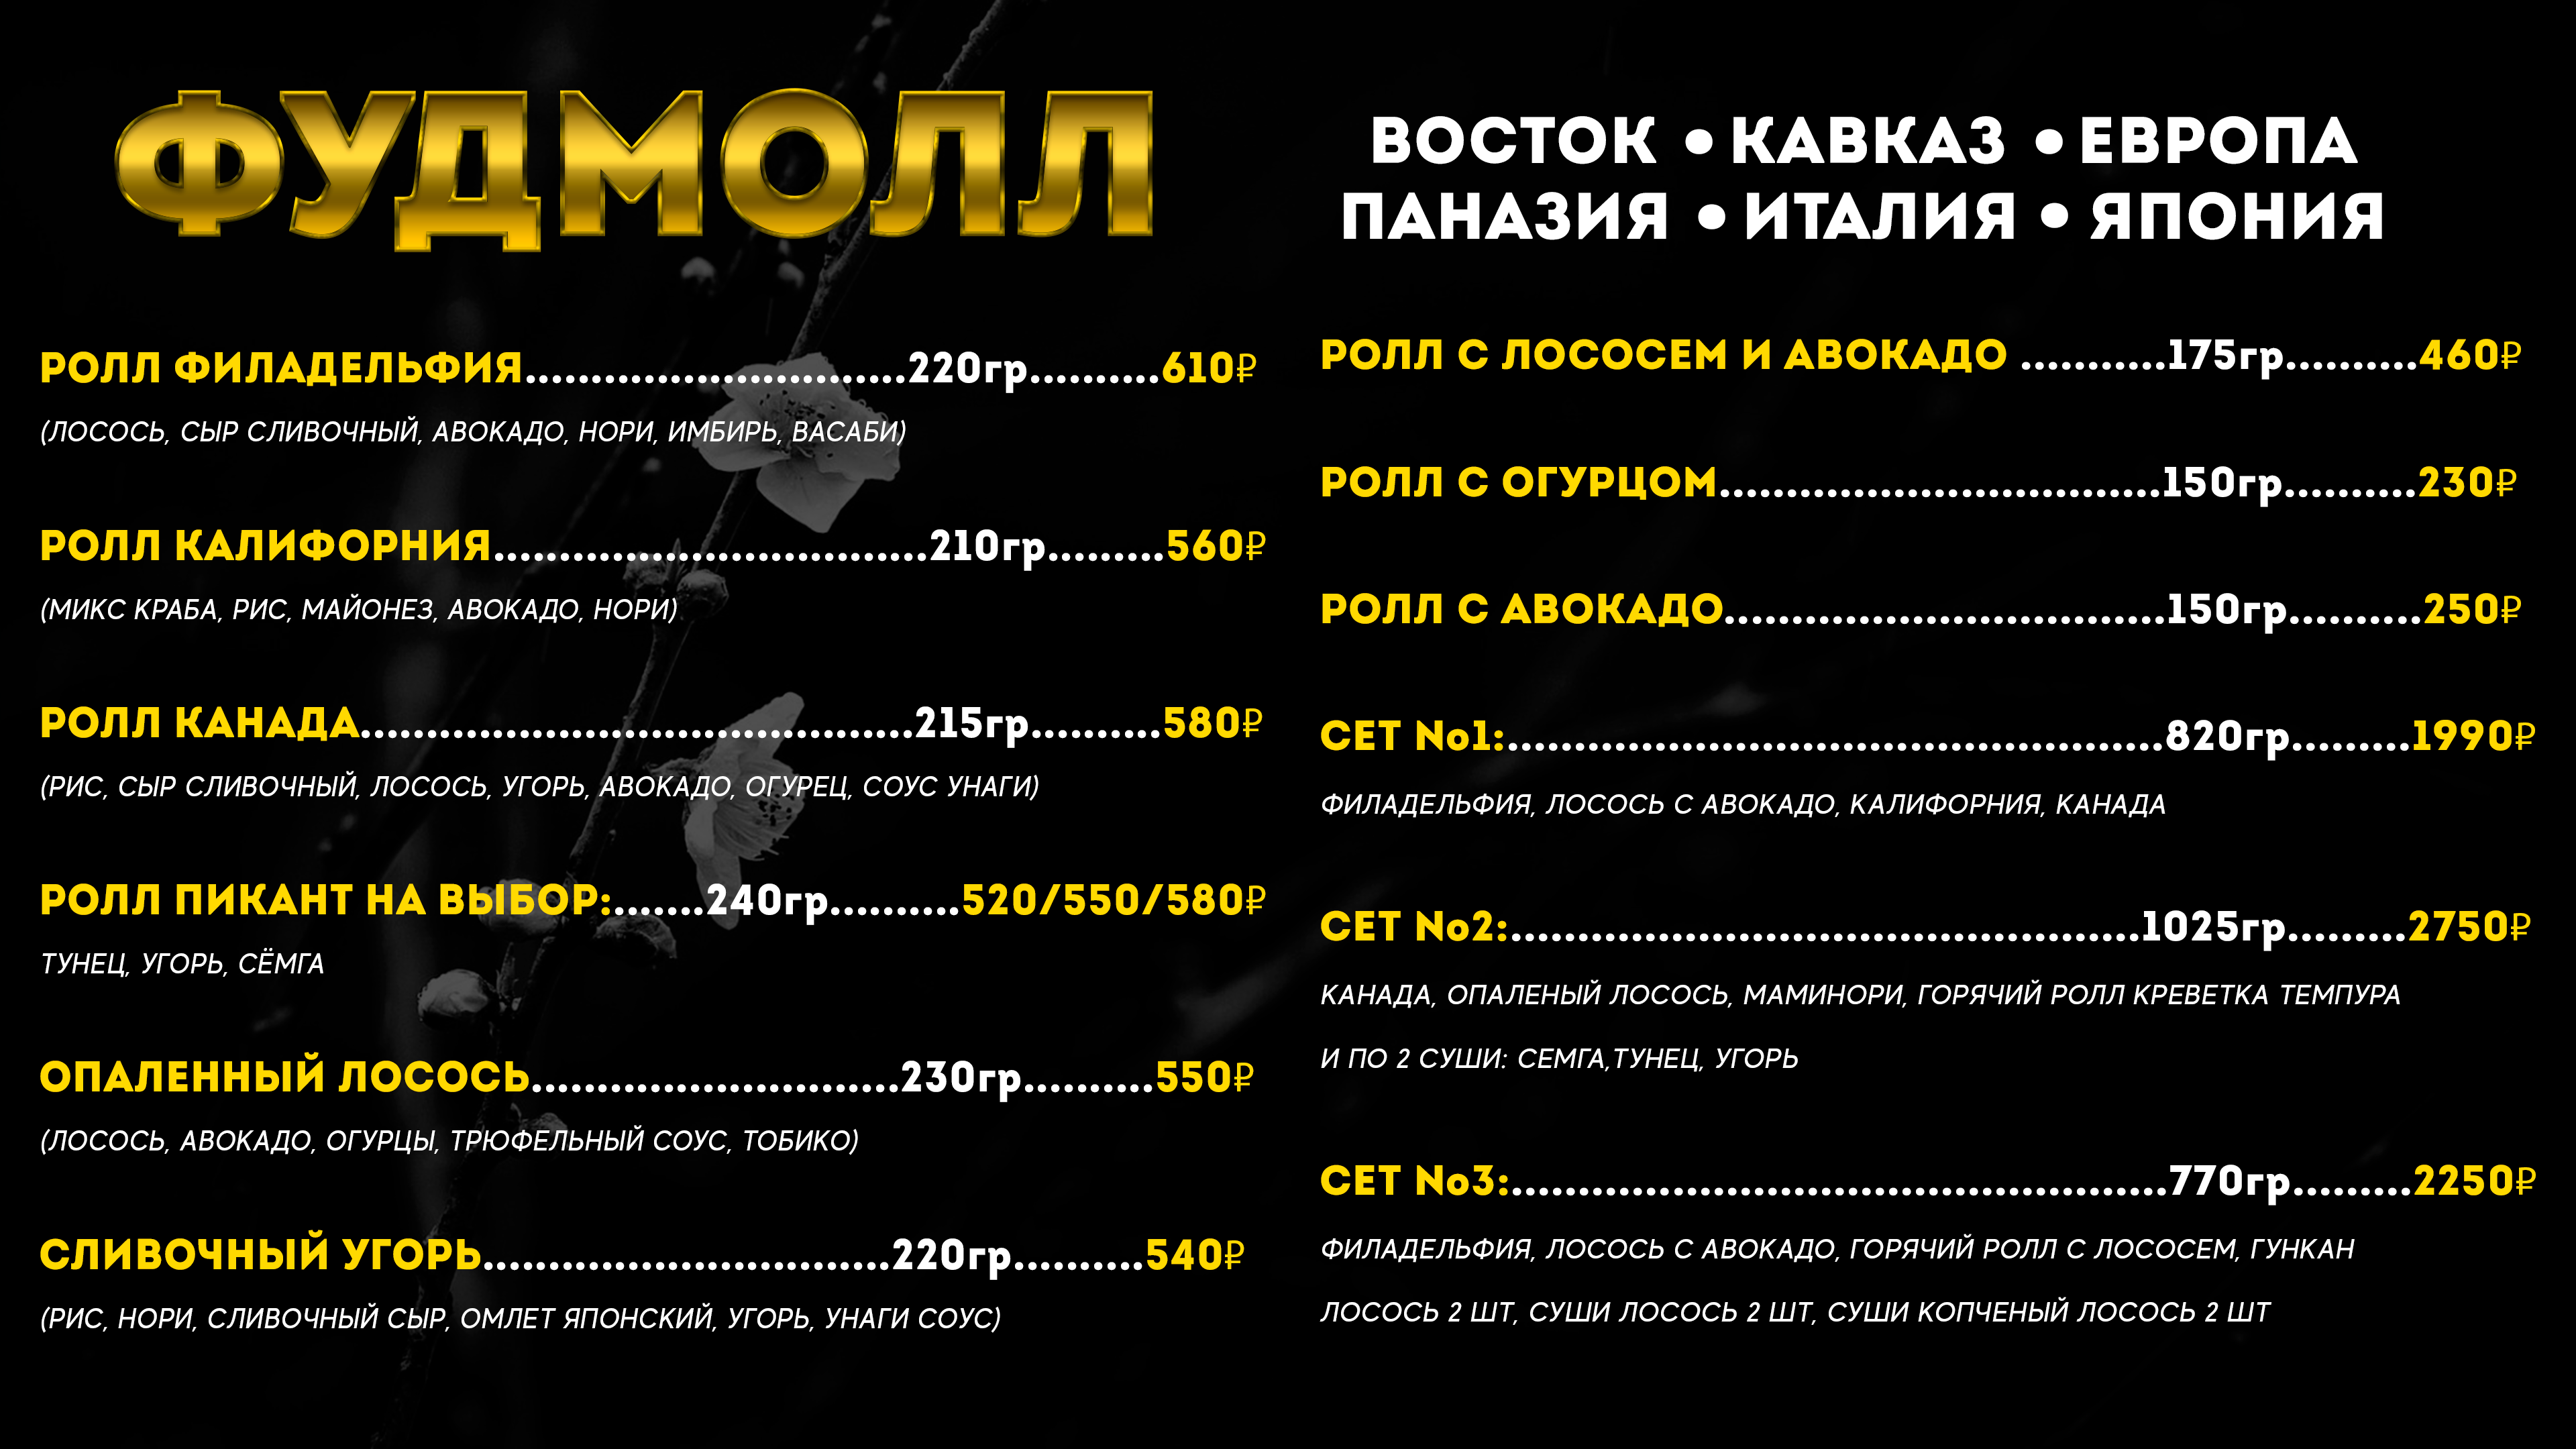 ФУДМОЛЛ
ВОСТОК • КАВКАЗ • ЕВРОПА
ПАНАЗИЯ • ИТАЛИЯ • ЯПОНИЯ
РОЛЛ ФИЛАДЕЛЬФИЯ.............................220гр..........610₽
(ЛОСОСЬ, СЫР СЛИВОЧНЫЙ, АВОКАДО, НОРИ, ИМБИРЬ, ВАСАБИ)
РОЛЛ КАЛИФОРНИЯ.................................210гр.........560₽
(МИКС КРАБА, РИС, МАЙОНЕЗ, АВОКАДО, НОРИ)
РОЛЛ КАНАДА..........................................215гр..........580₽
(РИС, СЫР СЛИВОЧНЫЙ, ЛОСОСЬ, УГОРЬ, АВОКАДО, ОГУРЕЦ, СОУС УНАГИ)
РОЛЛ ПИКАНТ НА ВЫБОР:.......240гр..........520/550/580₽
ТУНЕЦ, УГОРЬ, СЁМГА
ОПАЛЕННЫЙ ЛОСОСЬ............................230гр..........550₽
(ЛОСОСЬ, АВОКАДО, ОГУРЦЫ, ТРЮФЕЛЬНЫЙ СОУС, ТОБИКО)
СЛИВОЧНЫЙ УГОРЬ...............................220гр..........540₽
(РИС, НОРИ, СЛИВОЧНЫЙ СЫР, ОМЛЕТ ЯПОНСКИЙ, УГОРЬ, УНАГИ СОУС)
РОЛЛ С ЛОСОСЕМ И АВОКАДО ...........175гр..........460₽
РОЛЛ С ОГУРЦОМ.................................150гр..........230₽
РОЛЛ С АВОКАДО.................................150гр..........250₽
СЕТ No1:..................................................820гр.........1990₽
ФИЛАДЕЛЬФИЯ, ЛОСОСЬ С АВОКАДО, КАЛИФОРНИЯ, КАНАДА
СЕТ No2:................................................1025гр.........2750₽
КАНАДА, ОПАЛЕНЫЙ ЛОСОСЬ, МАМИНОРИ, ГОРЯЧИЙ РОЛЛ КРЕВЕТКА ТЕМПУРА
И ПО 2 СУШИ: СЕМГА,ТУНЕЦ, УГОРЬ
СЕТ No3:..................................................770гр.........2250₽
ФИЛАДЕЛЬФИЯ, ЛОСОСЬ С АВОКАДО, ГОРЯЧИЙ РОЛЛ С ЛОСОСЕМ, ГУНКАН
ЛОСОСЬ 2 ШТ, СУШИ ЛОСОСЬ 2 ШТ, СУШИ КОПЧЕНЫЙ ЛОСОСЬ 2 ШТ